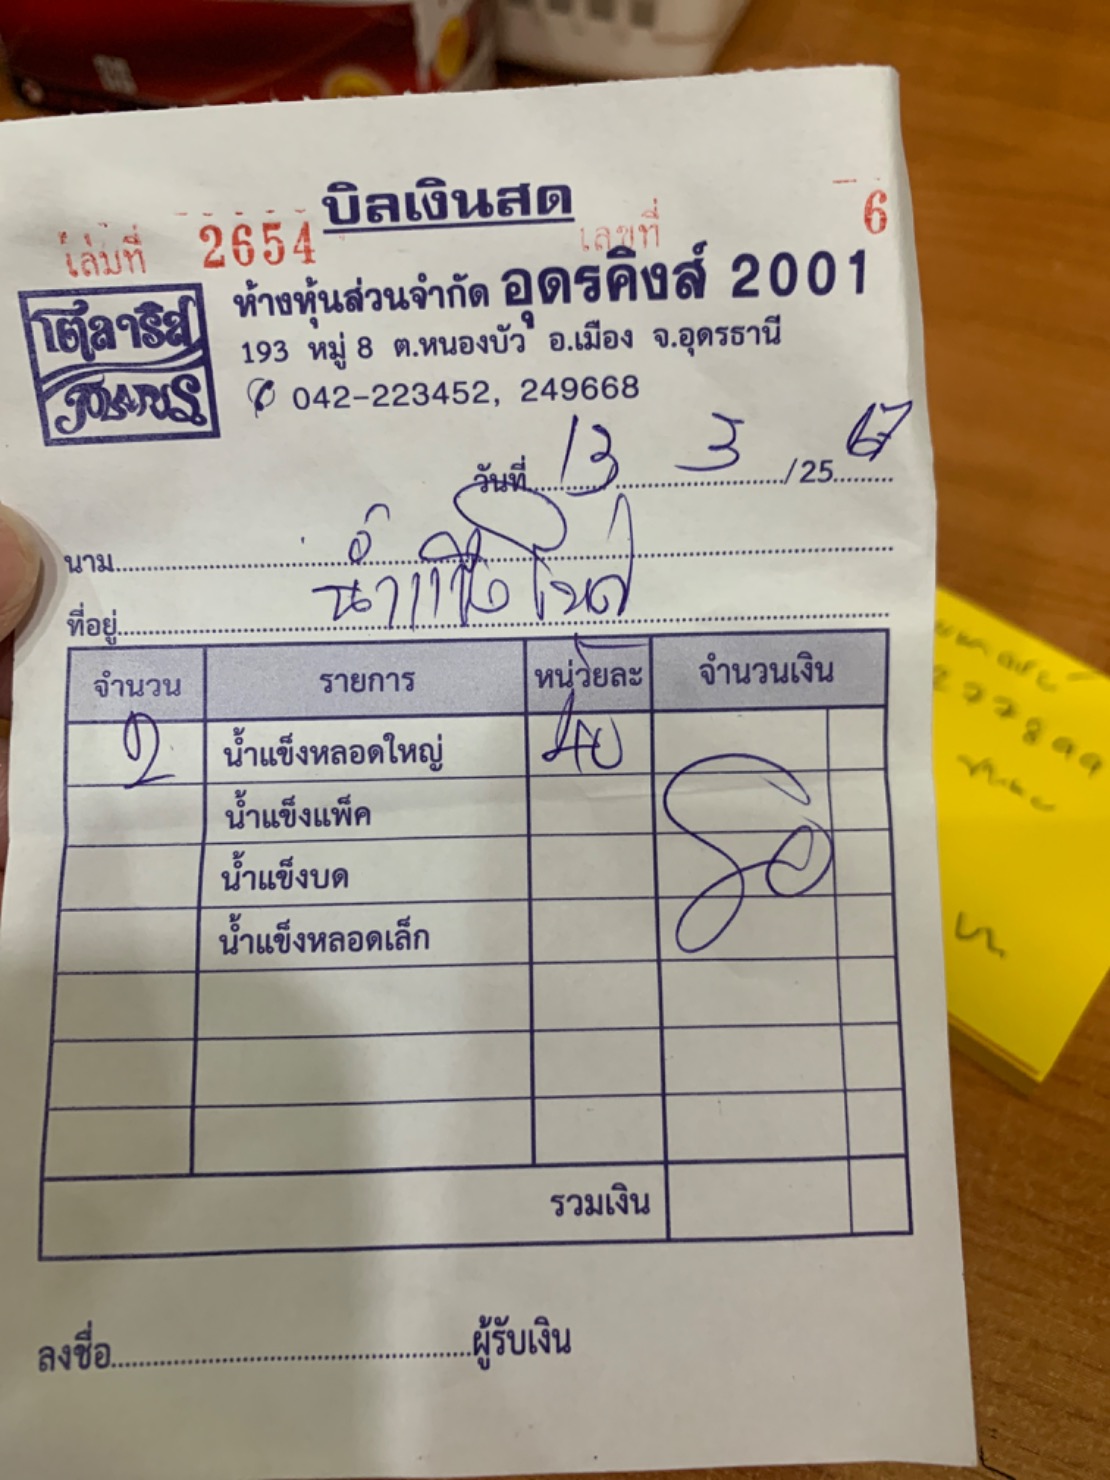 บิลเงินสด
เล่มที่ 2654 เลขที่ 6
โต๋ลาริส
POLARIS
ห้างหุ้นส่วนจำกัด อุดรคิงส์ 2001
193 หมู่ 8 ต.หนองบัว อ.เมือง จ.อุดรธานี
042-223452, 249668
วันที่ 13 3 /25 67
นาม
ที่อยู่
จำนวน รายการ หน่วยละ จำนวนเงิน
2 น้ำแข็งหลอดใหญ่ 40
น้ำแข็งแพ็ค 80
น้ำแข็งบด
น้ำแข็งหลอดเล็ก
รวมเงิน
ลงชื่อ ผู้รับเงิน